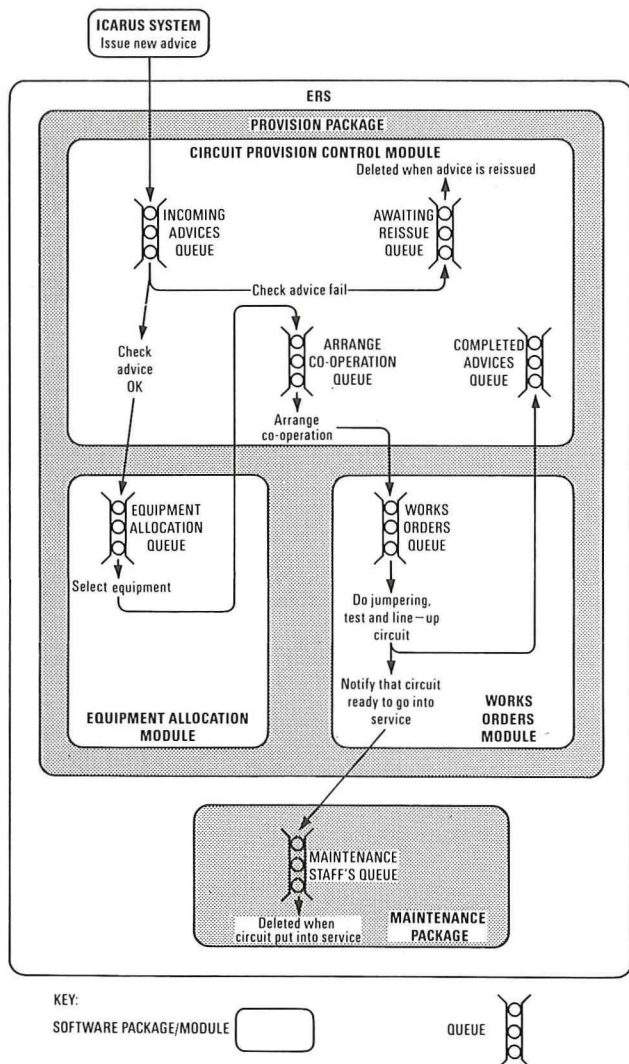 ICARUS SYSTEM
Issue new advice
ERS
PROVISION PACKAGE
CIRCUIT PROVISION CONTROL MODULE
Deleted when advice is reissued
INCOMING
ADVICES
QUEUE
AWAITING
REISSUE
QUEUE
Check advice fail
Check
advice
OK
ARRANGE
CO-OPERATION
QUEUE
COMPLETED
ADVICES
QUEUE
Arrange
co-operation
EQUIPMENT
ALLOCATION
QUEUE
WORKS
ORDERS
QUEUE
Select equipment
Do jumpering,
test and line-up
circuit
Notify that circuit
ready to go into
service
EQUIPMENT ALLOCATION
MODULE
WORKS
ORDERS
MODULE
MAINTENANCE
STAFF'S QUEUE
Deleted when
circuit put into service
MAINTENANCE
PACKAGE
KEY:
SOFTWARE PACKAGE/MODULE
QUEUE